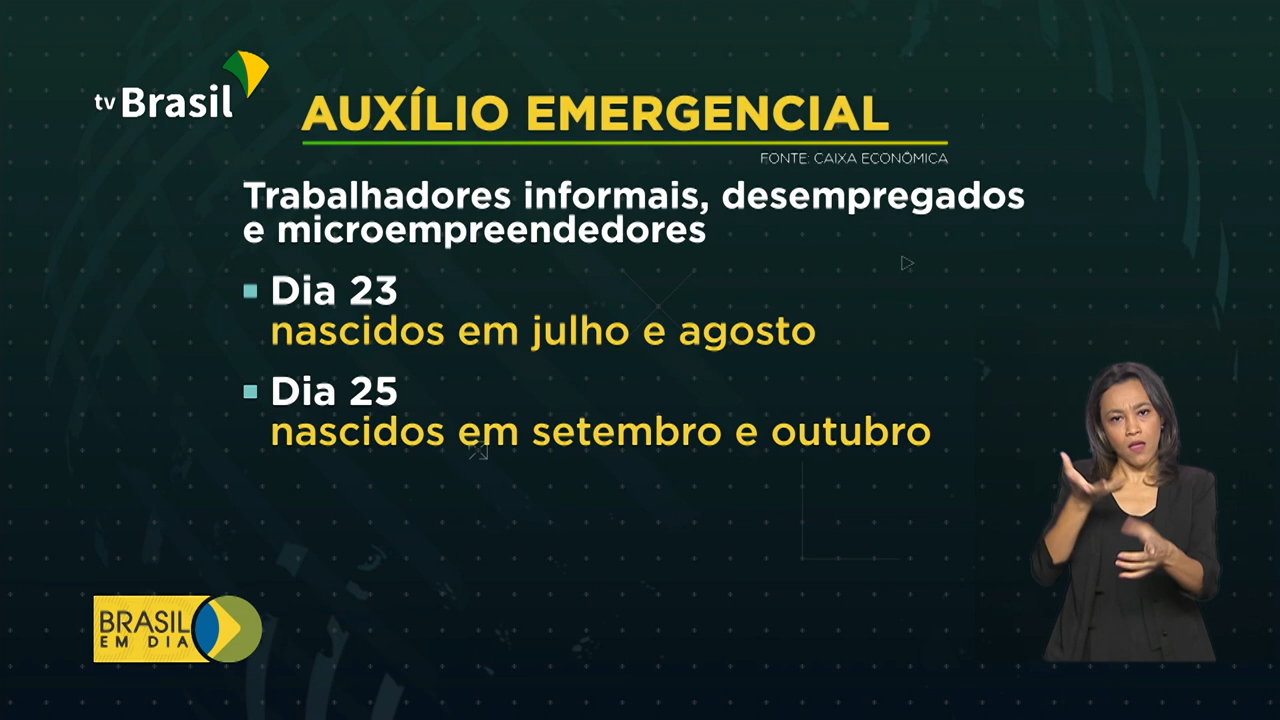 tv Brasil
AUXÍLIO EMERGENCIAL
FONTE: CAIXA ECONÔMICA
Trabalhadores informais, desempregados
e microempreendedores
Dia 23
nascidos em julho e agosto
Dia 25
nascidos em setembro e outubro
BRASIL
EM DIA